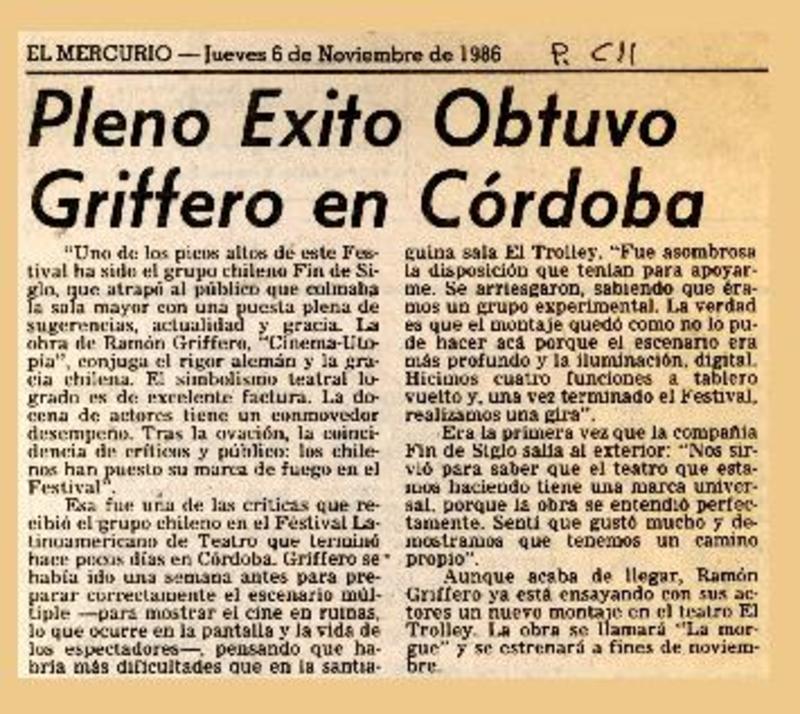 EL MERCURIO — Jueves 6 de Noviembre de 1986 P. C11
Pleno Exito Obtuvo
Griffero en Córdoba
"Uno de los picos altos de este Fes-
tival ha sido el grupo chileno Fin de Si-
glo, que atrapó al público que colmaba
la sala mayor con una puesta plena de
sugerencias, actualidad y gracia. La
obra de Ramón Griffero, "Cinema-Uto-
pia", conjuga el rigor alemán y la gra-
cia chilena. El simbolismo teatral lo-
grado es de excelente factura. La do-
cena de actores tiene un conmovedor
desempeño. Tras la ovación, la coinci-
dencia de críticos y público: los chile-
nos han puesto su marca de fuego en el
Festival".
Esa fue una de las críticas que re-
cibió el grupo chileno en el Festival La-
tinoamericano de Teatro que terminó
hace pocos días en Córdoba. Griffero se
había ido una semana antes para pre-
parar correctamente el escenario múl-
tiple —para mostrar el cine en ruinas,
lo que ocurre en la pantalla y la vida de
los espectadores—, pensando que ha-
bría más dificultades que en la santia-
guina sala El Trolley. "Fue asombrosa
la disposición que tenían para apoyar-
me. Se arriesgaron, sabiendo que éra-
mos un grupo experimental. La verdad
es que el montaje quedó como no lo pu-
de hacer acá porque el escenario era
más profundo y la iluminación, digital.
Hicimos cuatro funciones a tablero
vuelto y, una vez terminado el Festival,
realizamos una gira".
Era la primera vez que la compañía
Fin de Siglo salía al exterior: "Nos sir-
vió para saber que el teatro que esta-
mos haciendo tiene una marca univer-
sal, porque la obra se entendió perfec-
tamente. Sentí que gustó mucho y de-
mostramos que tenemos un camino
propio".
Aunque acaba de llegar, Ramón
Griffero ya está ensayando con sus ac-
tores un nuevo montaje en el teatro El
Trolley. La obra se llamará "La mor-
gue" y se estrenará a fines de noviem-
bre.